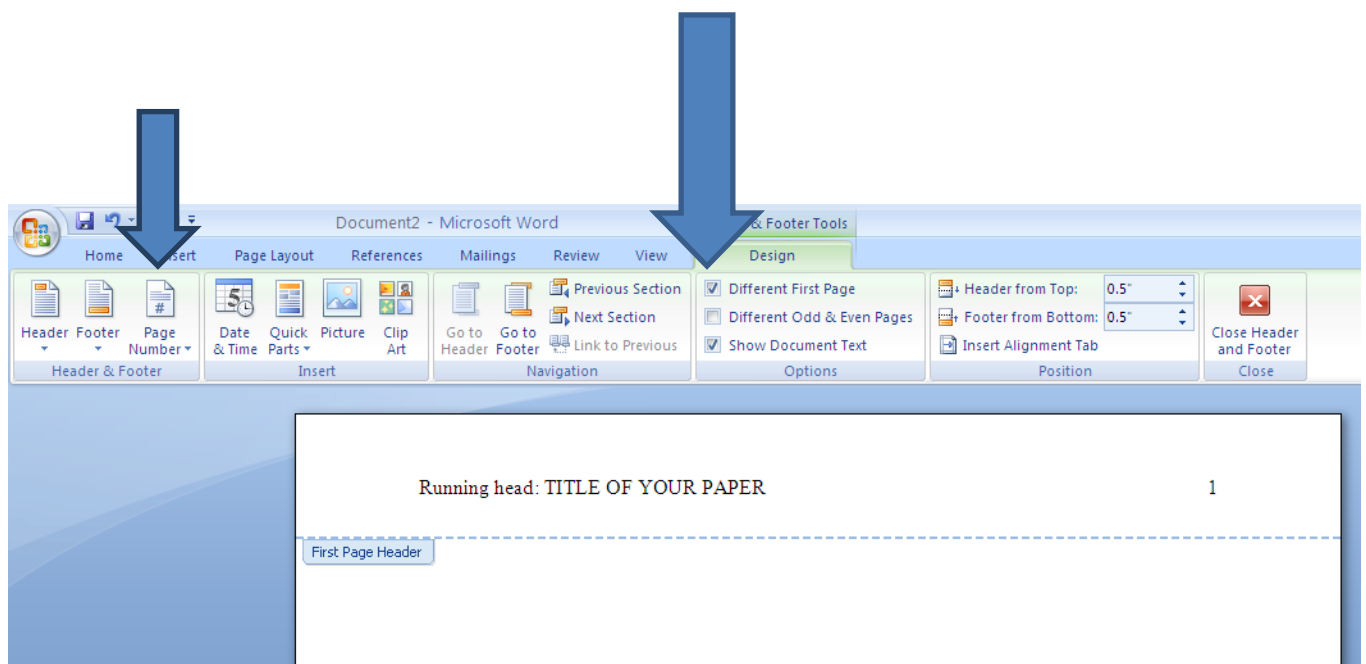 Document2 - Microsoft Word
& Footer Tools
Home
Page Layout
References
Mailings
Review
View
Design
Header
Footer
Page
Number
Date
& Time
Quick
Parts
Picture
Clip
Art
Go to
Header
Go to
Footer
Previous Section
Next Section
Link to Previous
Different First Page
Different Odd & Even Pages
Show Document Text
Header from Top: 0.5"
Footer from Bottom: 0.5"
Insert Alignment Tab
Close Header
and Footer
Header & Footer
Insert
Navigation
Options
Position
Close
Running head: TITLE OF YOUR PAPER 1
First Page Header